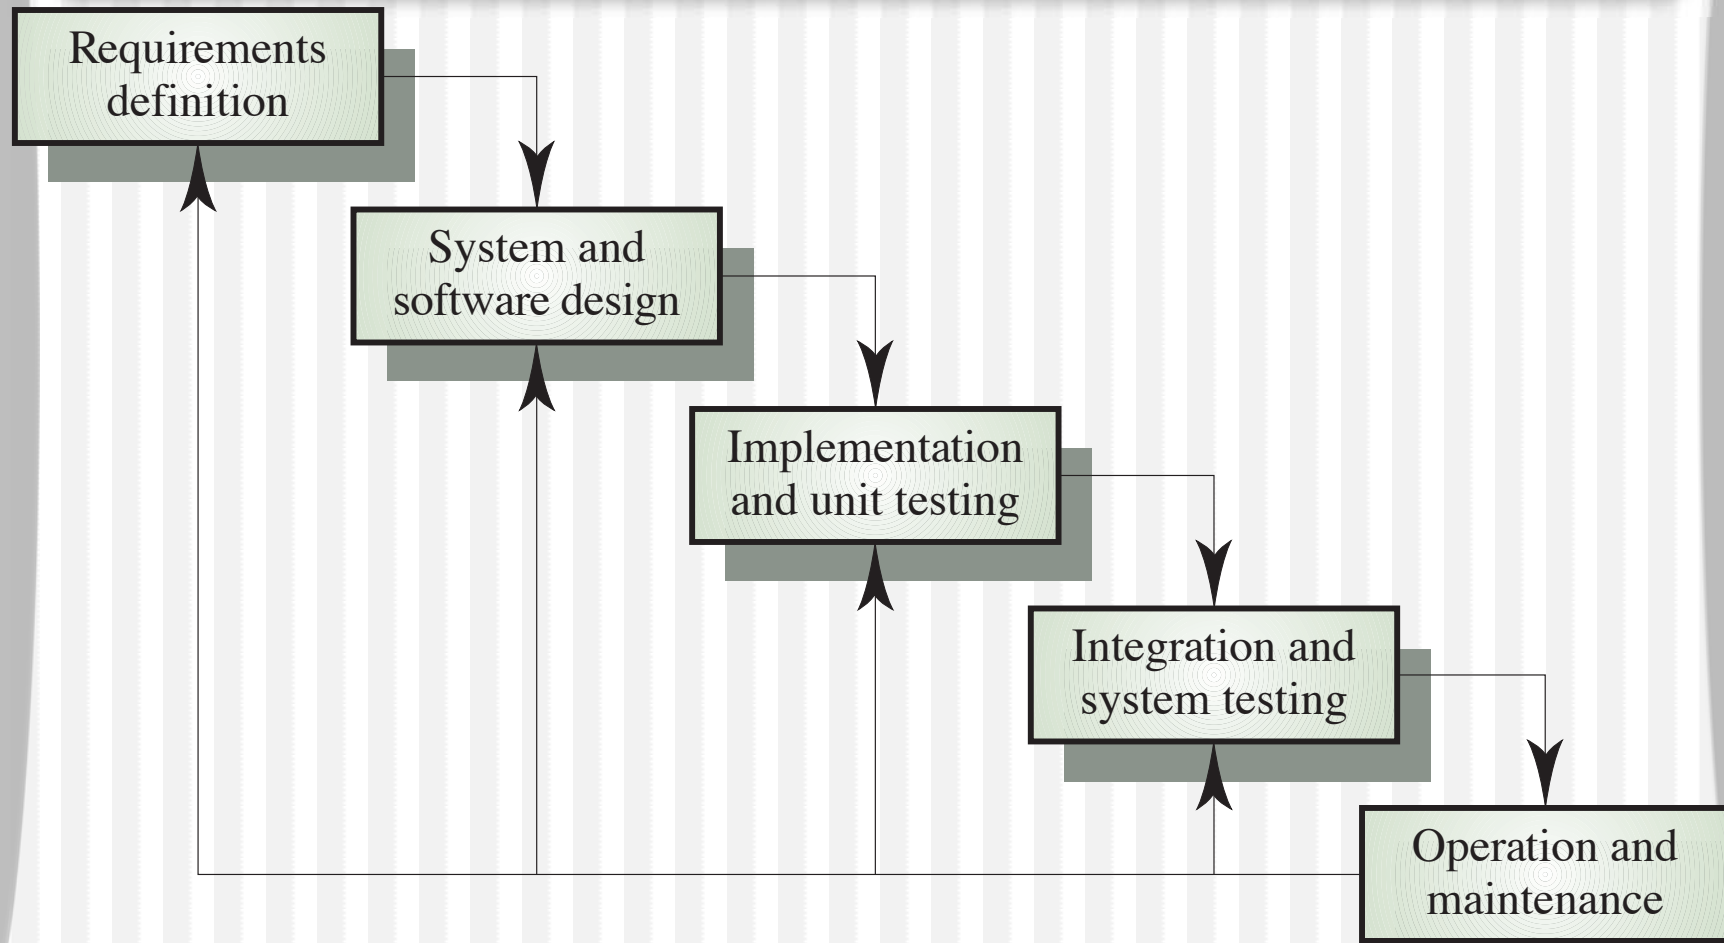 Requirements
definition
System and
software design
Implementation
and unit testing
Integration and
system testing
Operation and
maintenance